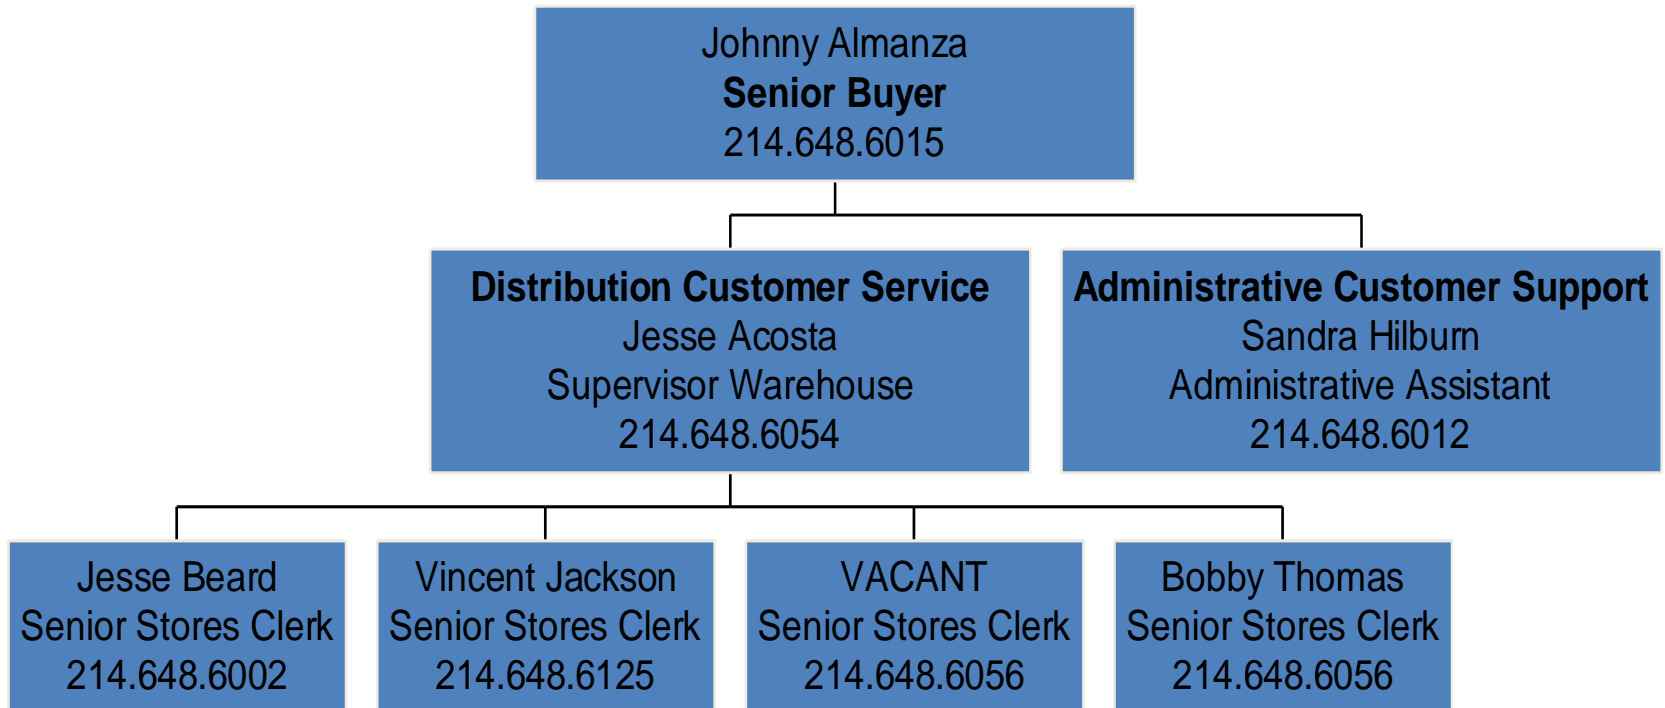 Johnny Almanza
Senior Buyer
214.648.6015
Distribution Customer Service
Jesse Acosta
Supervisor Warehouse
214.648.6054
Administrative Customer Support
Sandra Hilburn
Administrative Assistant
214.648.6012
Jesse Beard
Senior Stores Clerk
214.648.6002
Vincent Jackson
Senior Stores Clerk
214.648.6125
VACANT
Senior Stores Clerk
214.648.6056
Bobby Thomas
Senior Stores Clerk
214.648.6056